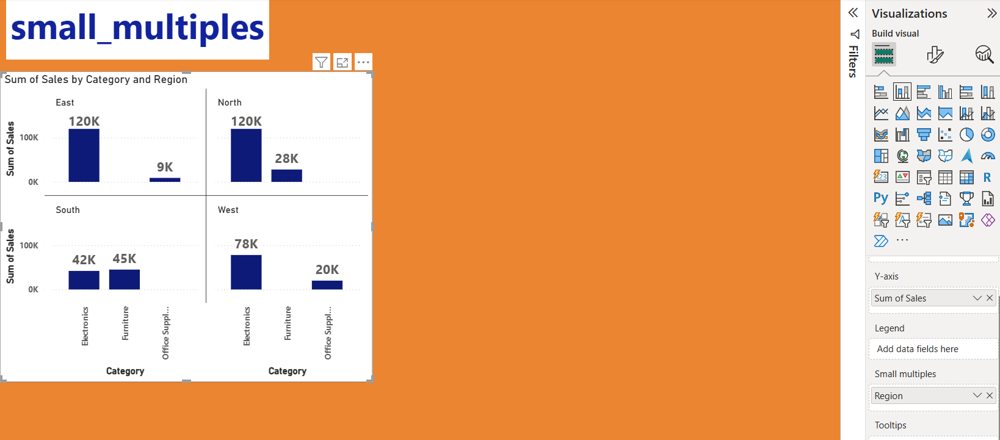 small_multiples
Sum of Sales by Category and Region
East
North
Sum of Sales
120K
100K
9K
0K
120K
28K
South
West
Sum of Sales
100K
42K
45K
0K
78K
20K
Electronics
Furniture
Office Suppl...
Electronics
Furniture
Office Suppl...
Category
Category
Filters
Visualizations
Build visual
123
R
Py
A
Y-axis
Sum of Sales
Legend
Add data fields here
Small multiples
Region
Tooltips